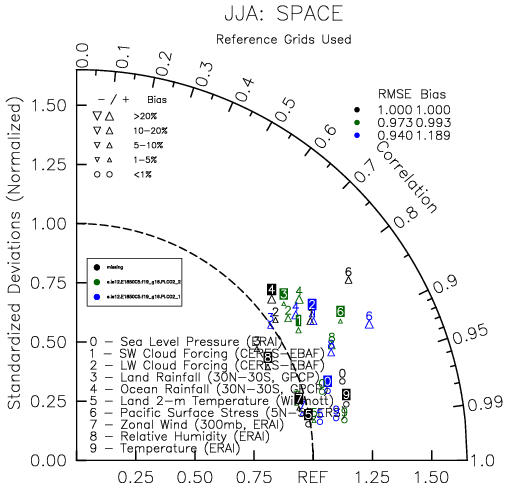 JJA: SPACE
Reference Grids Used
RMSE Bias
1.000 1.000
0.973 0.993
0.940 1.189
Correlation
0.0 0.1 0.2 0.3 0.4 0.5 0.6 0.7 0.8 0.9 0.95 0.99 1.0
Standardized Deviations (Normalized)
1.50
1.25
1.00
0.75
0.50
0.25
0.00
− / + Bias
>20%
10−20%
5−10%
1−5%
<1%
missing
0 − Sea Level Pressure (ERAI)
1 − SW Cloud Forcing (CERES−EBAF)
2 − LW Cloud Forcing (CERES−EBAF)
3 − Land Rainfall (30N−30S, GPCP)
4 − Ocean Rainfall (30N−30S, GPCP)
5 − Land 2−m Temperature (Willmott)
6 − Pacific Surface Stress (5N−5S,ERS)
7 − Zonal Wind (300mb, ERAI)
8 − Relative Humidity (ERAI)
9 − Temperature (ERAI)
0.25 0.50 0.75 REF 1.25 1.50